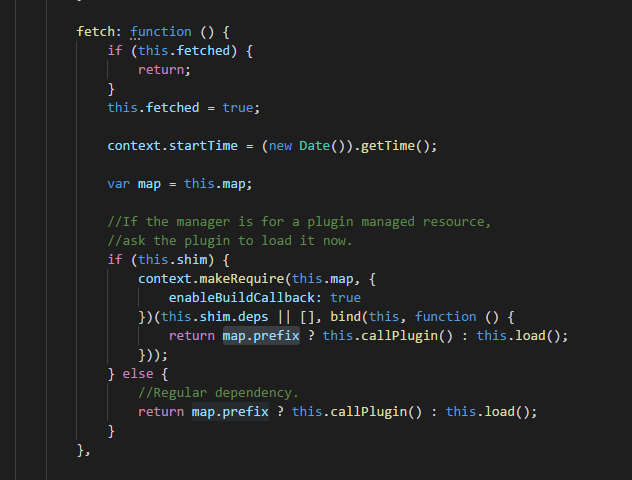 fetch: function () {
if (this.fetched) {
return;
}
this.fetched = true;
context.startTime = (new Date()).getTime();
var map = this.map;
//If the manager is for a plugin managed resource,
//ask the plugin to load it now.
if (this.shim) {
context.makeRequire(this.map, {
enableBuildCallback: true
})(this.shim.deps || [], bind(this, function () {
return map.prefix ? this.callPlugin() : this.load();
}));
} else {
//Regular dependency.
return map.prefix ? this.callPlugin() : this.load();
}
},